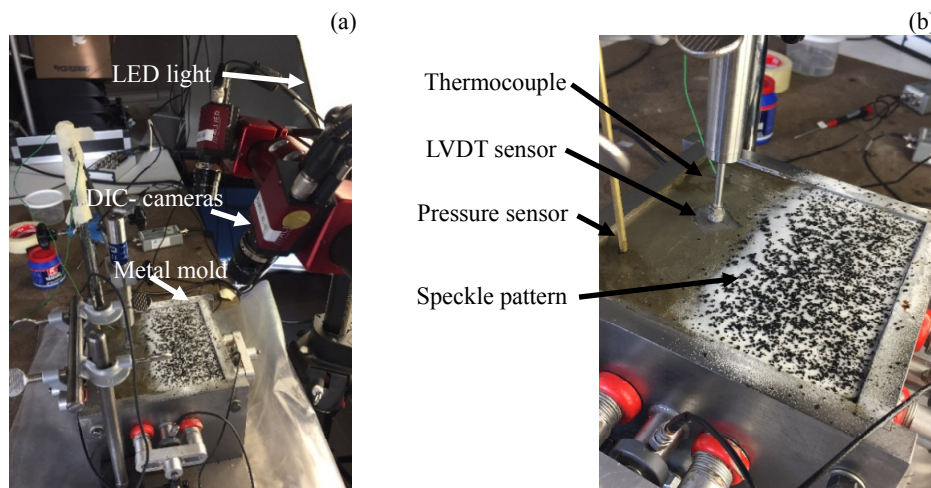 (a)
LED light
DIC- cameras
Metal mold
(b)
Thermocouple
LVDT sensor
Pressure sensor
Speckle pattern